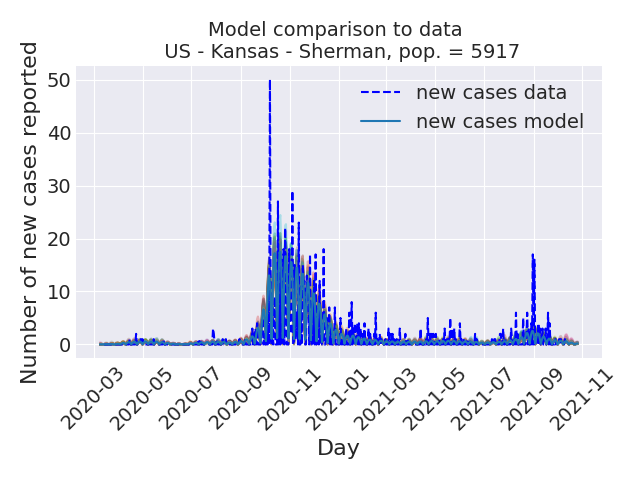 Model comparison to data
US - Kansas - Sherman, pop. = 5917
new cases data
new cases model
Number of new cases reported
50
40
30
20
10
0
2020-03
2020-05
2020-07
2020-09
2020-11
2021-01
2021-03
2021-05
2021-07
2021-09
2021-11
Day